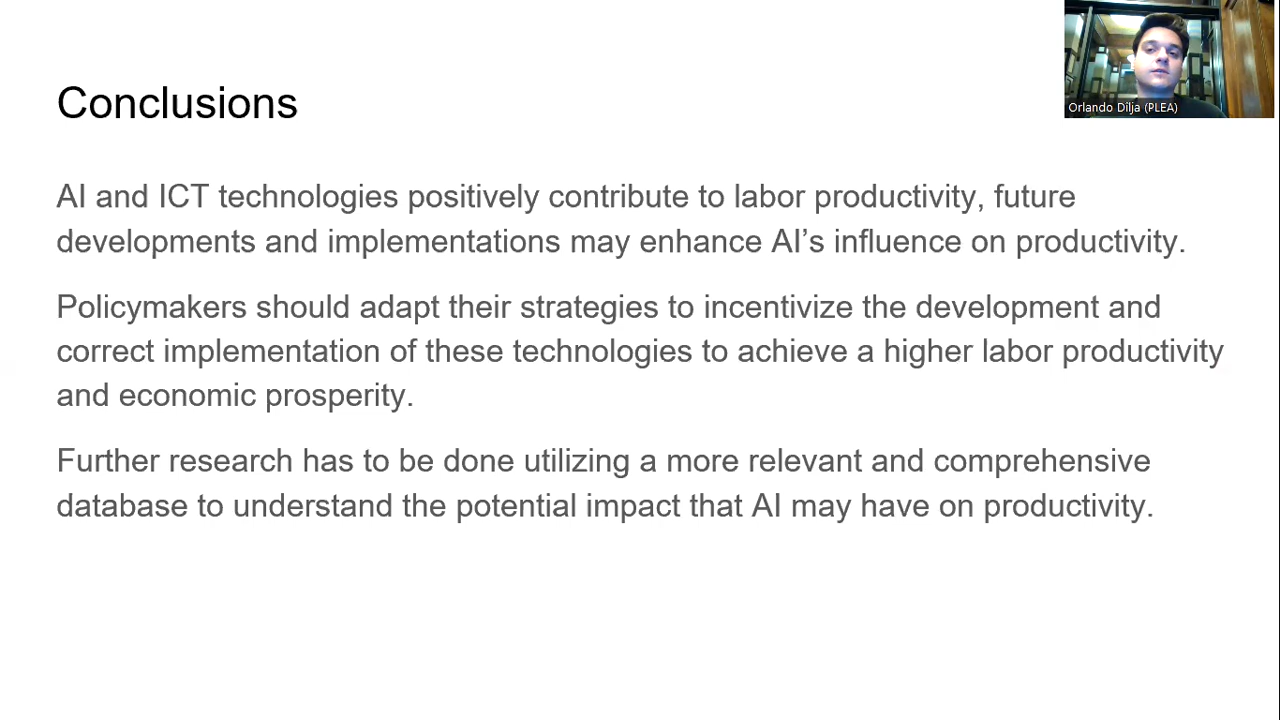 Conclusions
Orlando Dilja (PLEA)
AI and ICT technologies positively contribute to labor productivity, future
developments and implementations may enhance AI’s influence on productivity.
Policymakers should adapt their strategies to incentivize the development and
correct implementation of these technologies to achieve a higher labor productivity
and economic prosperity.
Further research has to be done utilizing a more relevant and comprehensive
database to understand the potential impact that AI may have on productivity.